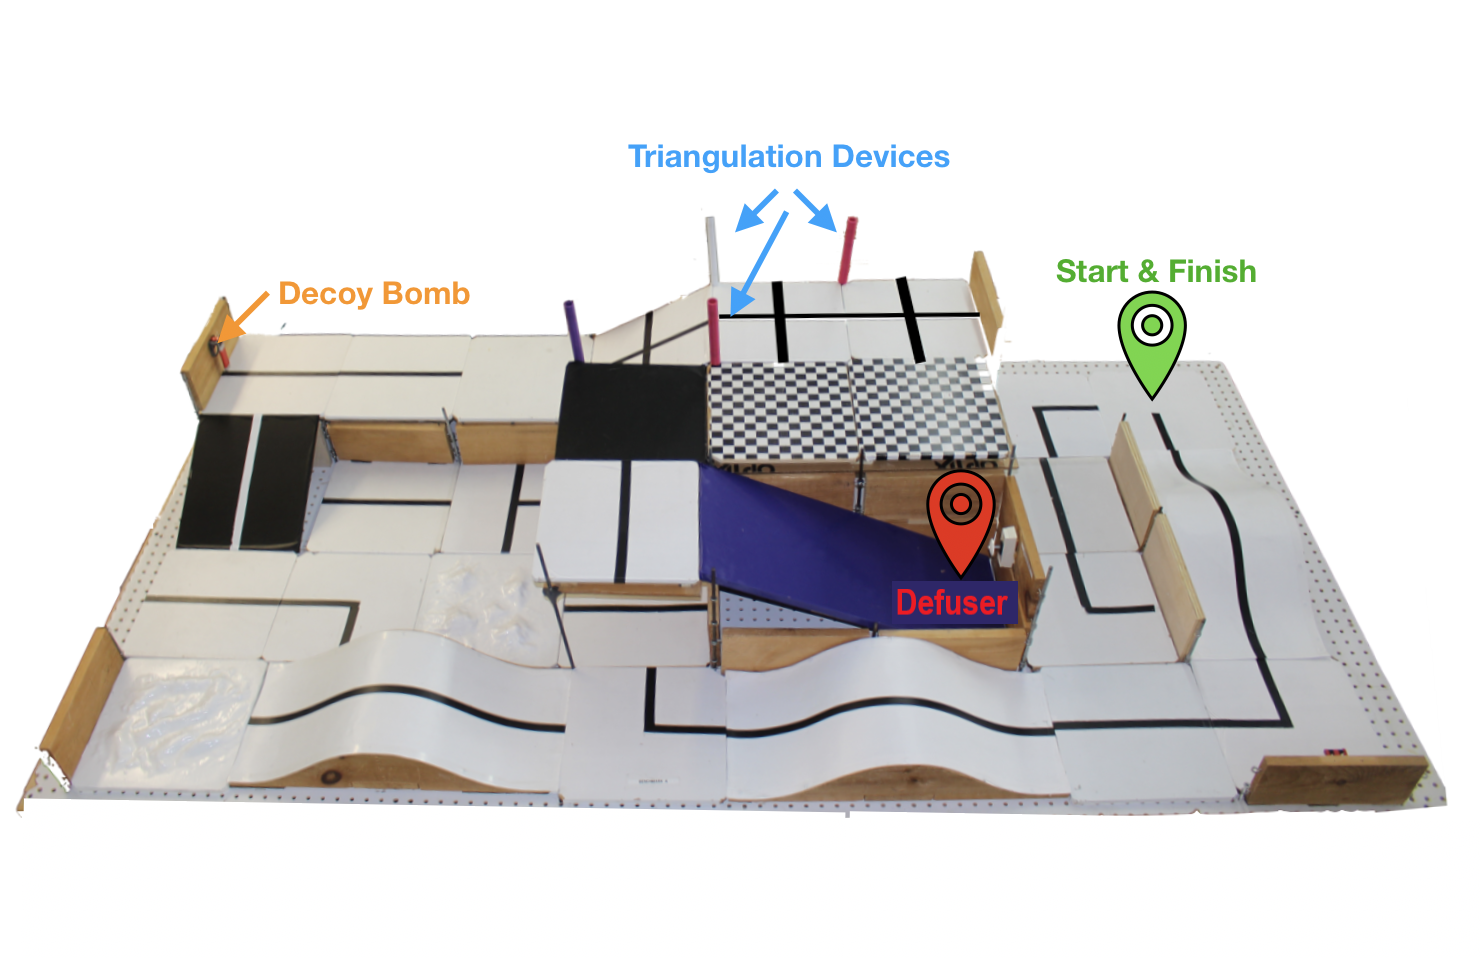 Triangulation Devices
Start & Finish
Decoy Bomb
Defuser